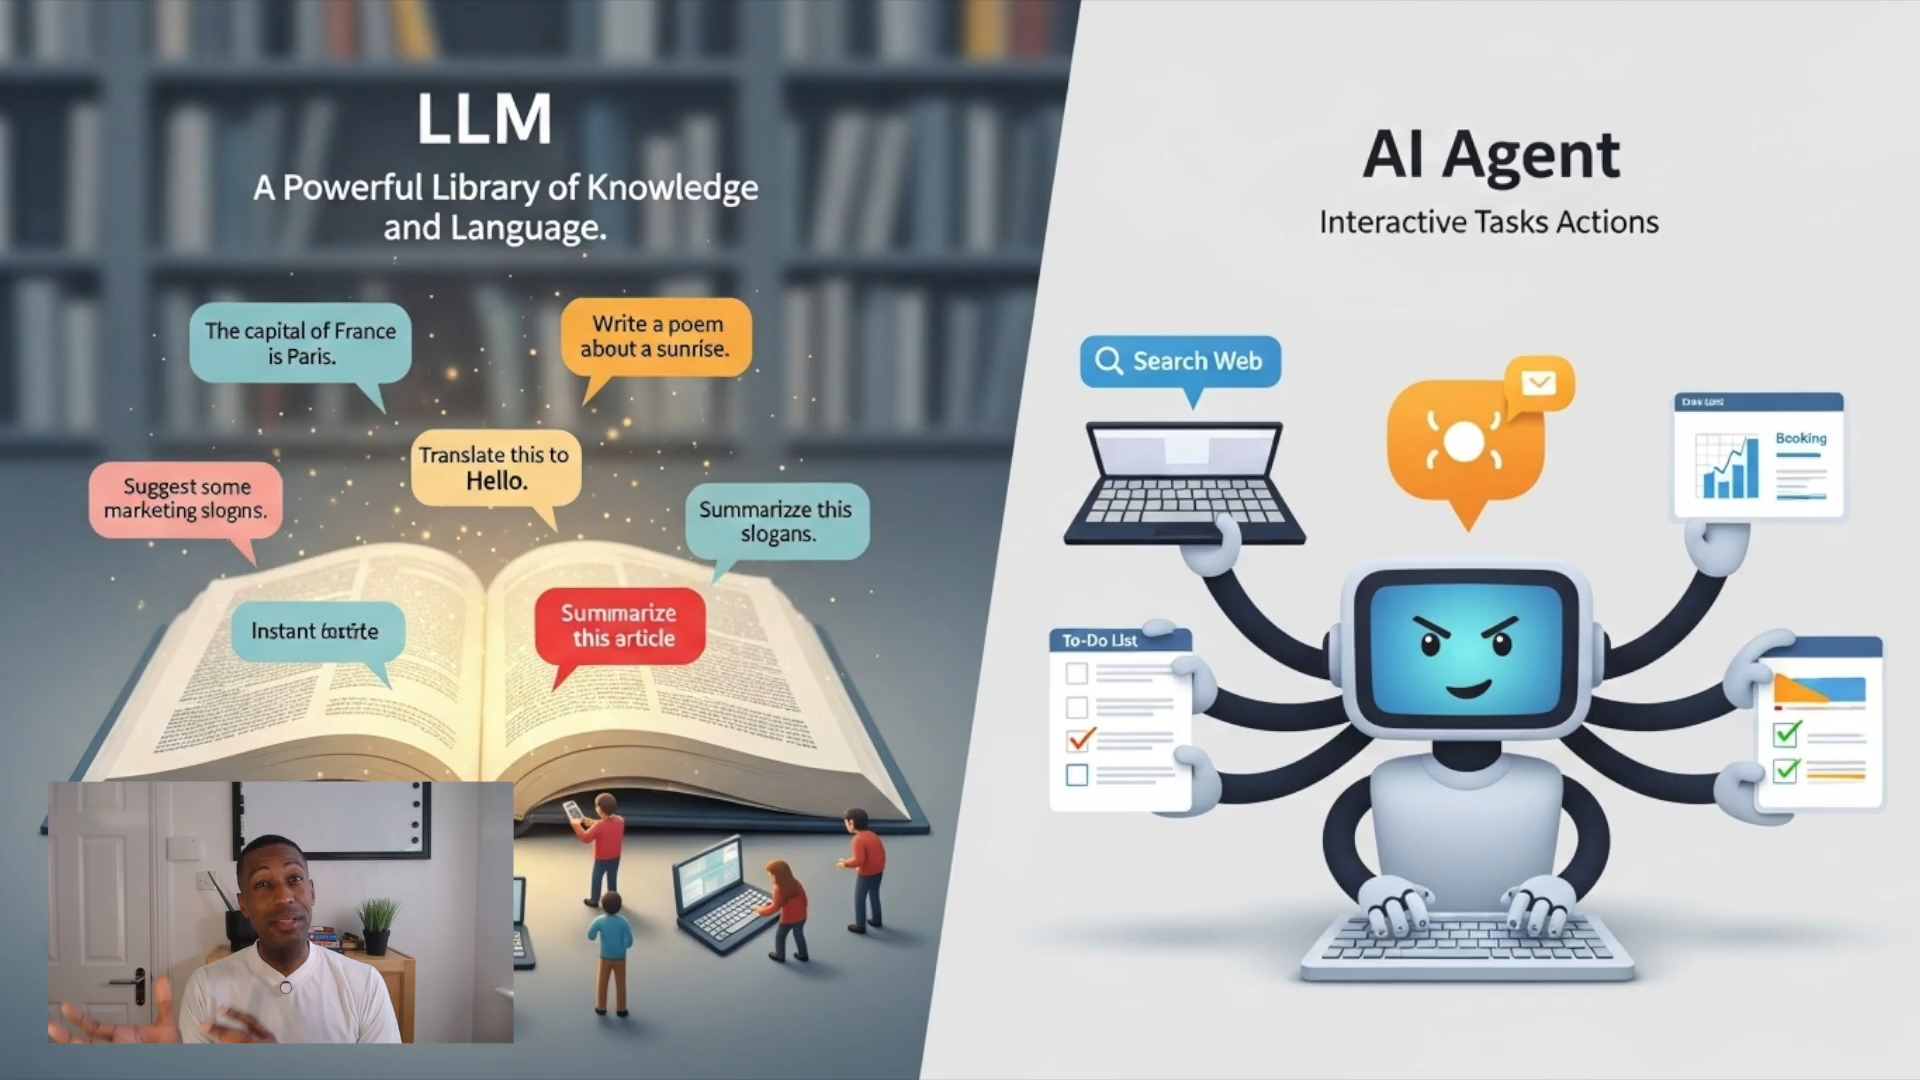 LLM
A Powerful Library of Knowledge
and Language.
The capital of France
is Paris.
Write a poem
about a sunrise.
Translate this to
Hello.
Suggest some
marketing slogns.
Summarizze this
slogans.
Instant
Summarize
this article
AI Agent
Interactive Tasks Actions
Search Web
Booking
To-Do List